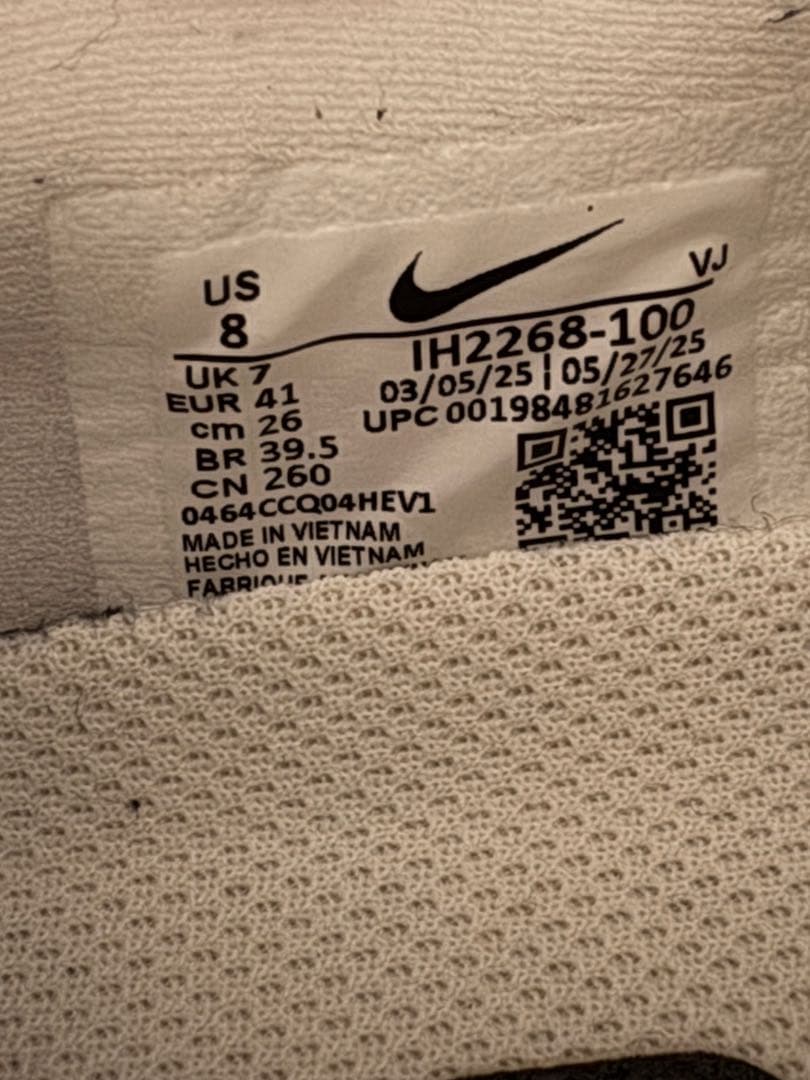 US
8
VJ
IH2268-100
UK 7
03/05/25 | 05/27/25
EUR 41
UPC 00198481627646
cm 26
BR 39.5
CN 260
0464CCQ04HEV1
MADE IN VIETNAM
HECHO EN VIETNAM
FABRIQUE